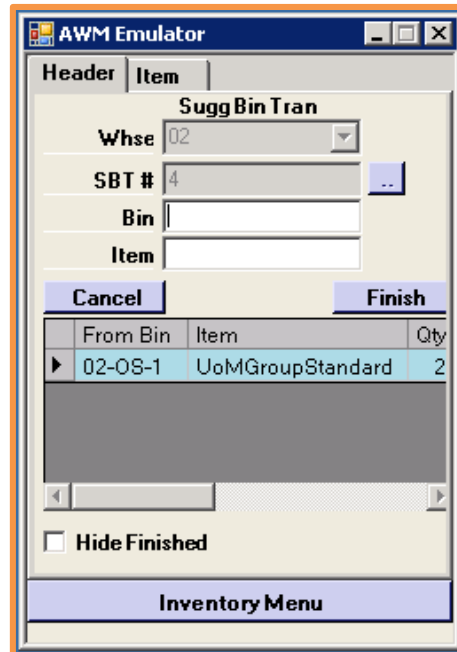 AWM Emulator
Header Item
Sugg Bin Tran
Whse 02
SBT # 4 ..
Bin
Item
Cancel Finish
From Bin Item Qty
02-OS-1 UoMGroupStandard 2
Hide Finished
Inventory Menu